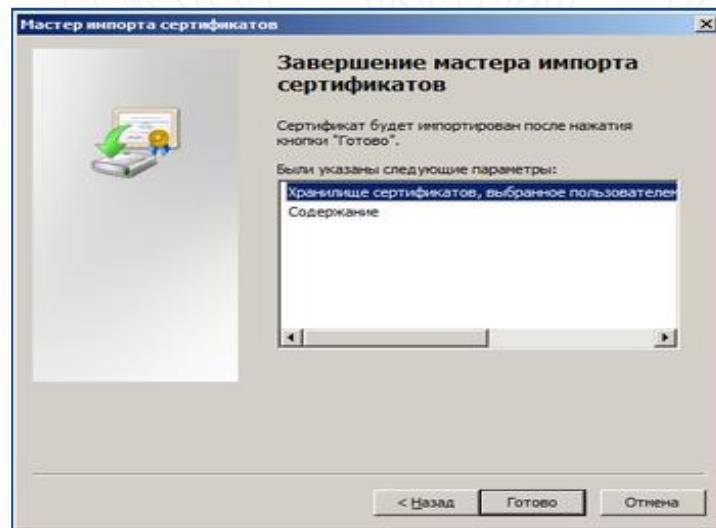 Мастер импорта сертификатов
Завершение мастера импорта
сертификатов
Сертификат будет импортирован после нажатия
кнопки "Готово".
Были указаны следующие параметры:
Хранилище сертификатов, выбранное пользователем
Содержание
< Назад
Готово
Отмена